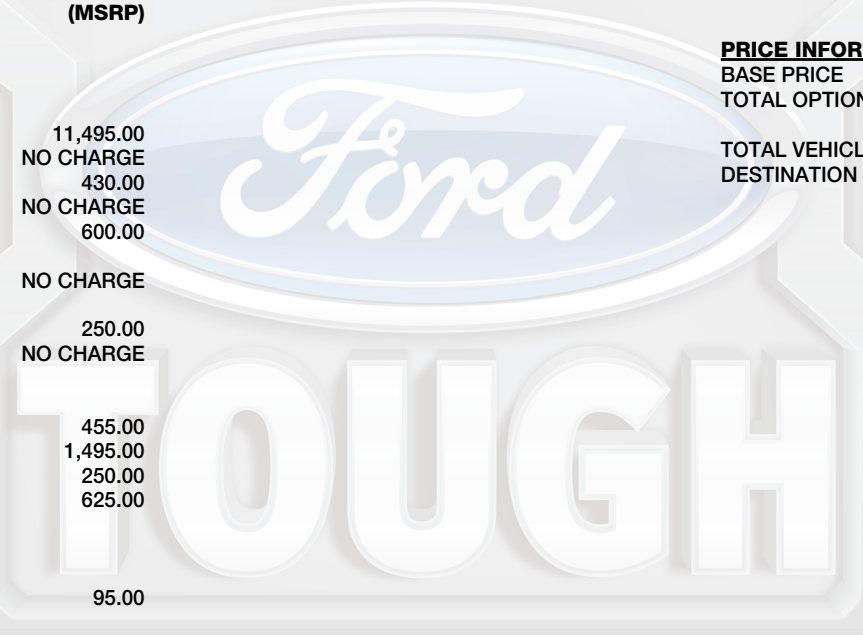 (MSRP)
11,495.00
NO CHARGE
430.00
NO CHARGE
600.00
NO CHARGE
250.00
NO CHARGE
455.00
1,495.00
250.00
625.00
95.00
PRICE INFOR
BASE PRICE
TOTAL OPTION
TOTAL VEHICL
DESTINATION
Ford
TOUGH